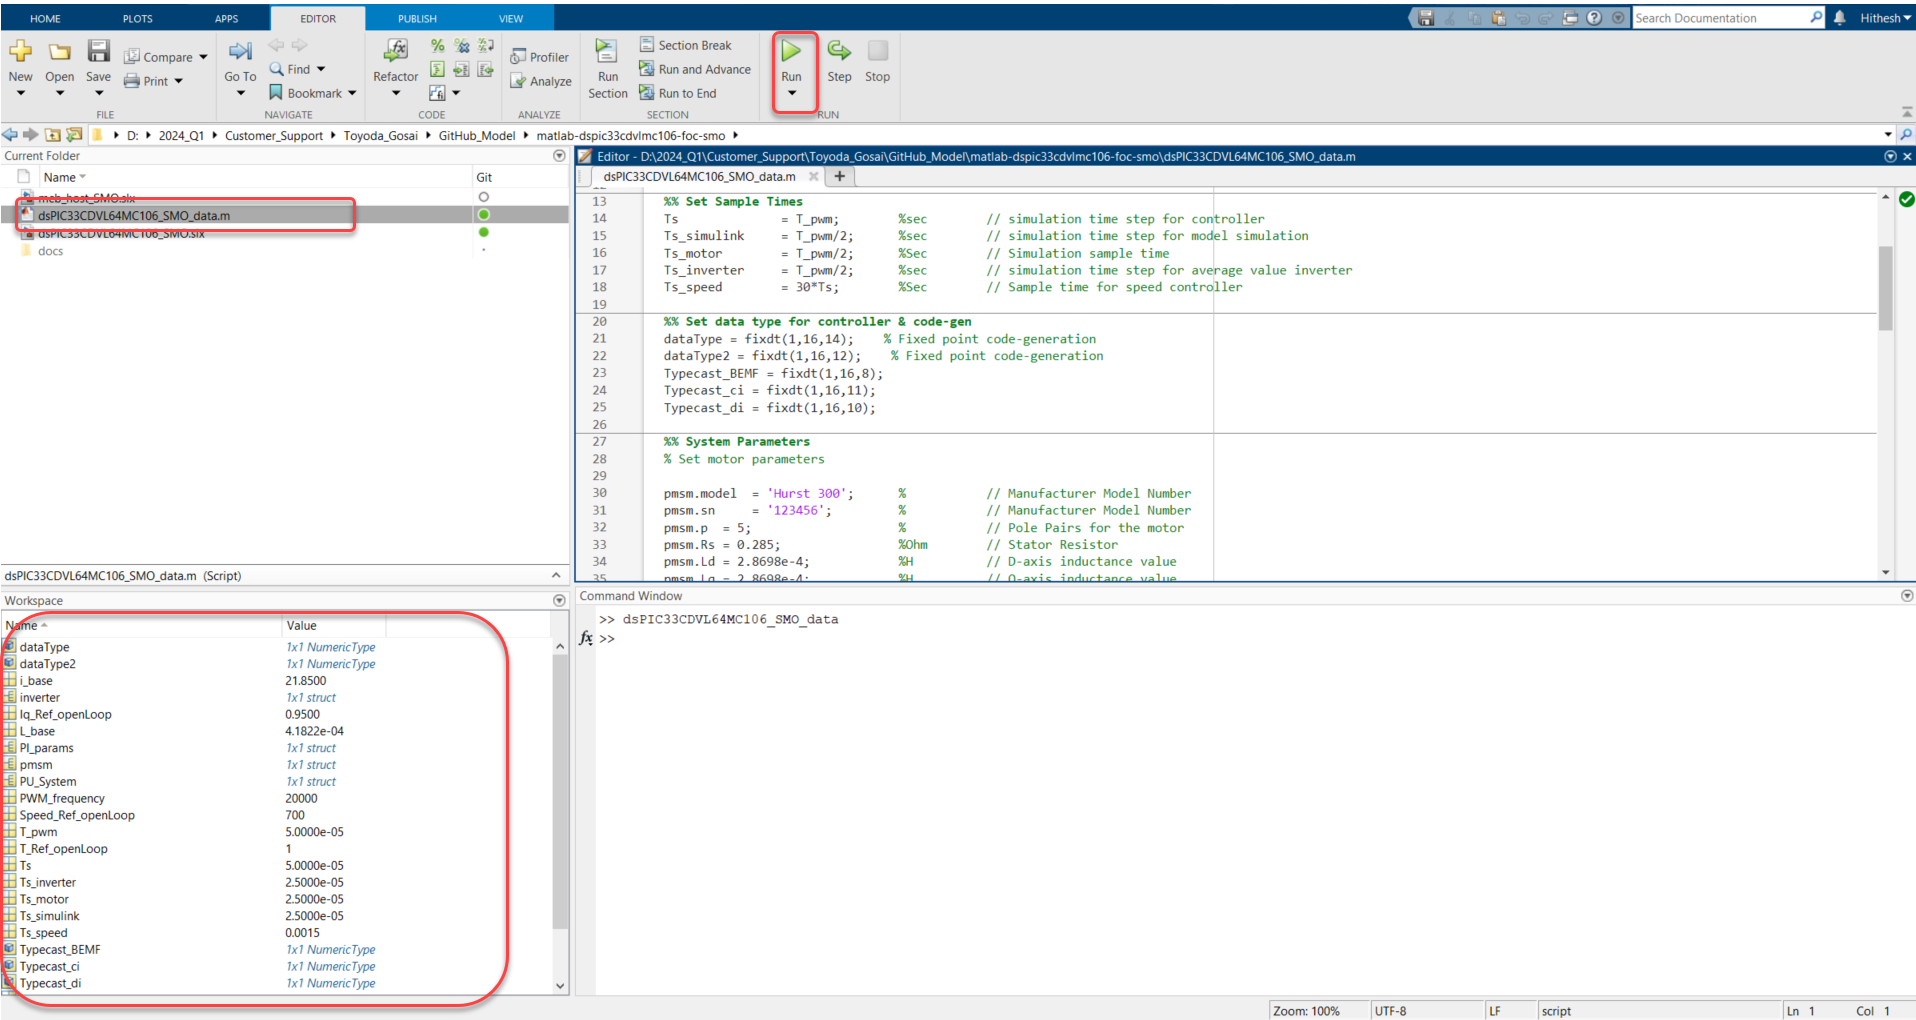 HOME PLOTS APPS EDITOR PUBLISH VIEW Search Documentation Hithesh
New Open Save Compare Print
FILE
Go To Find Bookmark
NAVIGATE
Refactor
CODE
Profiler Analyze
ANALYZE
Run Section Section Break Run and Advance Run to End
SECTION
Run Step Stop
RUN
D: 2024_Q1 Customer_Support Toyoda_Gosai GitHub_Model matlab-dspic33cdvlmc106-foc-smo
Current Folder
Name Git
mcb_host_SMO.slx
dsPIC33CDVL64MC106_SMO_data.m
dsPIC33CDVL64MC106_SMO.slx
docs
dsPIC33CDVL64MC106_SMO_data.m (Script)
Workspace
Name Value
dataType 1x1 NumericType
dataType2 1x1 NumericType
i_base 21.8500
inverter 1x1 struct
Iq_Ref_openLoop 0.9500
L_base 4.1822e-04
PI_params 1x1 struct
pmsm 1x1 struct
PU_System 1x1 struct
PWM_frequency 20000
Speed_Ref_openLoop 700
T_pwm 5.0000e-05
T_Ref_openLoop 1
Ts 5.0000e-05
Ts_inverter 2.5000e-05
Ts_motor 2.5000e-05
Ts_simulink 2.5000e-05
Ts_speed 0.0015
Typecast_BEMF 1x1 NumericType
Typecast_ci 1x1 NumericType
Typecast_di 1x1 NumericType
Editor - D:\2024_Q1\Customer_Support\Toyoda_Gosai\GitHub_Model\matlab-dspic33cdvlmc106-foc-smo\dsPIC33CDVL64MC106_SMO_data.m
dsPIC33CDVL64MC106_SMO_data.m +
12
13 %% Set Sample Times
14 Ts = T_pwm; %sec // simulation time step for controller
15 Ts_simulink = T_pwm/2; %sec // simulation time step for model simulation
16 Ts_motor = T_pwm/2; %Sec // Simulation sample time
17 Ts_inverter = T_pwm/2; %sec // simulation time step for average value inverter
18 Ts_speed = 30*Ts; %Sec // Sample time for speed controller
19
20 %% Set data type for controller & code-gen
21 dataType = fixdt(1,16,14); % Fixed point code-generation
22 dataType2 = fixdt(1,16,12); % Fixed point code-generation
23 Typecast_BEMF = fixdt(1,16,8);
24 Typecast_ci = fixdt(1,16,11);
25 Typecast_di = fixdt(1,16,10);
26
27 %% System Parameters
28 % Set motor parameters
29
30 pmsm.model = 'Hurst 300'; % // Manufacturer Model Number
31 pmsm.sn = '123456'; % // Manufacturer Model Number
32 pmsm.p = 5; % // Pole Pairs for the motor
33 pmsm.Rs = 0.285; %Ohm // Stator Resistor
34 pmsm.Ld = 2.8698e-4; %H // D-axis inductance value
35 pmsm.Lq = 2.8698e-4; %H // Q-axis inductance value
Command Window
>> dsPIC33CDVL64MC106_SMO_data
fx >>
Zoom: 100% UTF-8 LF script Ln 1 Col 1